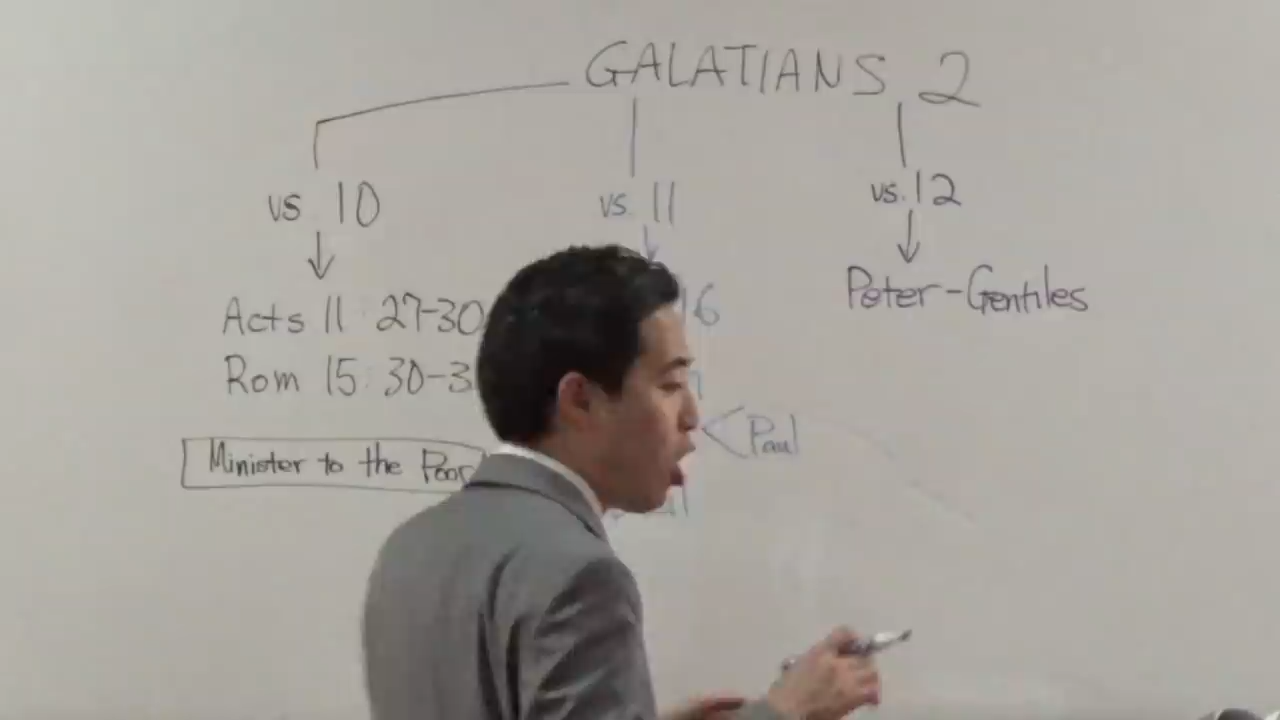 GALATIANS 2
vs. 10
vs. 11
vs. 12
Acts 11:27-30
16
Peter-Gentiles
Rom 15:30-3
Paul
Minister to the Poor